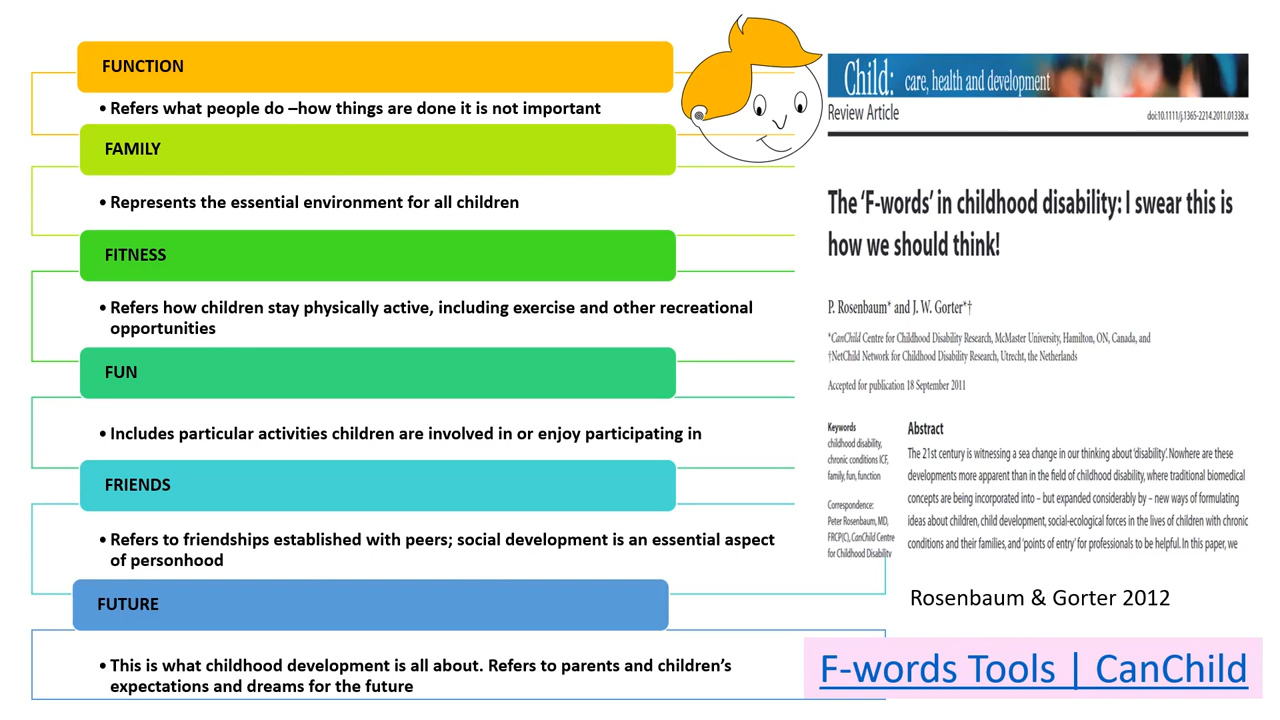 FUNCTION
• Refers what people do –how things are done it is not important
FAMILY
• Represents the essential environment for all children
FITNESS
• Refers how children stay physically active, including exercise and other recreational
opportunities
FUN
• Includes particular activities children are involved in or enjoy participating in
FRIENDS
• Refers to friendships established with peers; social development is an essential aspect
of personhood
FUTURE
• This is what childhood development is all about. Refers to parents and children’s
expectations and dreams for the future
Child: care, health and development
Review Article
doi:10.1111/j.1365-2214.2011.01338.x
The ‘F-words’ in childhood disability: I swear this is
how we should think!
P. Rosenbaum* and J. W. Gorter*†
*CanChild Centre for Childhood Disability Research, McMaster University, Hamilton, ON, Canada, and
†NetChild Network for Childhood Disability Research, Utrecht, the Netherlands
Accepted for publication 18 September 2011
Keywords
childhood disability,
chronic conditions ICF,
family, fun, function
Correspondence:
Peter Rosenbaum, MD,
FRCP(C), CanChild Centre
for Childhood Disability
Abstract
The 21st century is witnessing a sea change in our thinking about ‘disability’. Nowhere are these
developments more apparent than in the field of childhood disability, where traditional biomedical
concepts are being incorporated into – but expanded considerably by – new ways of formulating
ideas about children, child development, social-ecological forces in the lives of children with chronic
conditions and their families, and ‘points of entry’ for professionals to be helpful. In this paper, we
Rosenbaum & Gorter 2012
F-words Tools | CanChild